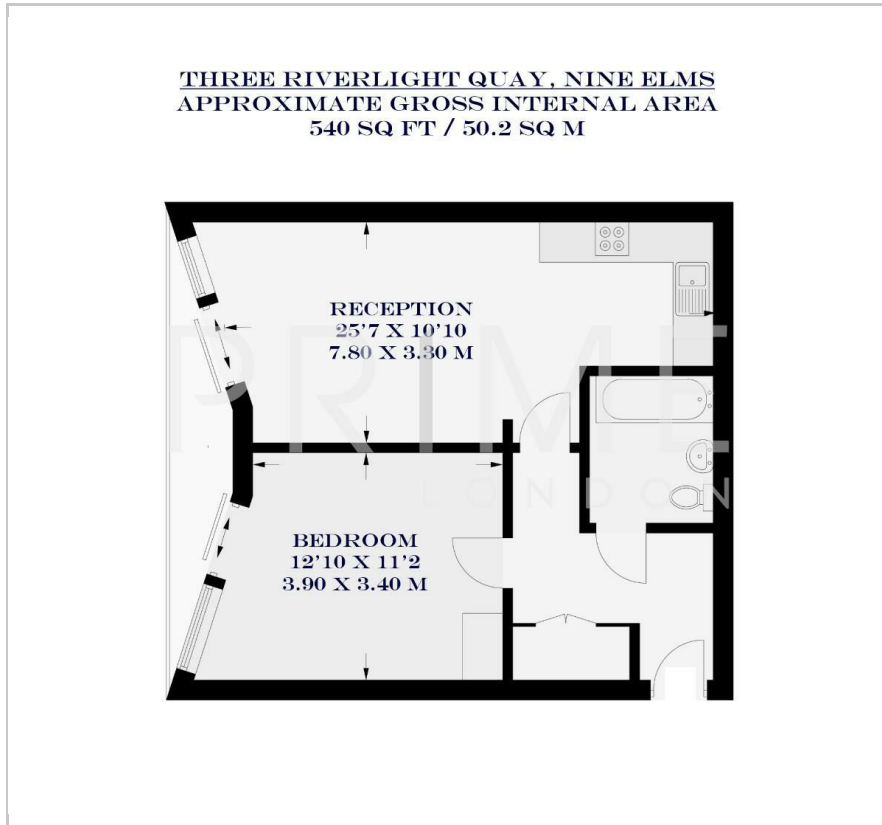 THREE RIVERLIGHT QUAY, NINE ELMS
APPROXIMATE GROSS INTERNAL AREA
540 SQ FT / 50.2 SQ M
RECEPTION
25'7 X 10'10
7.80 X 3.30 M
PRIME
LONDON
BEDROOM
12'10 X 11'2
3.90 X 3.40 M